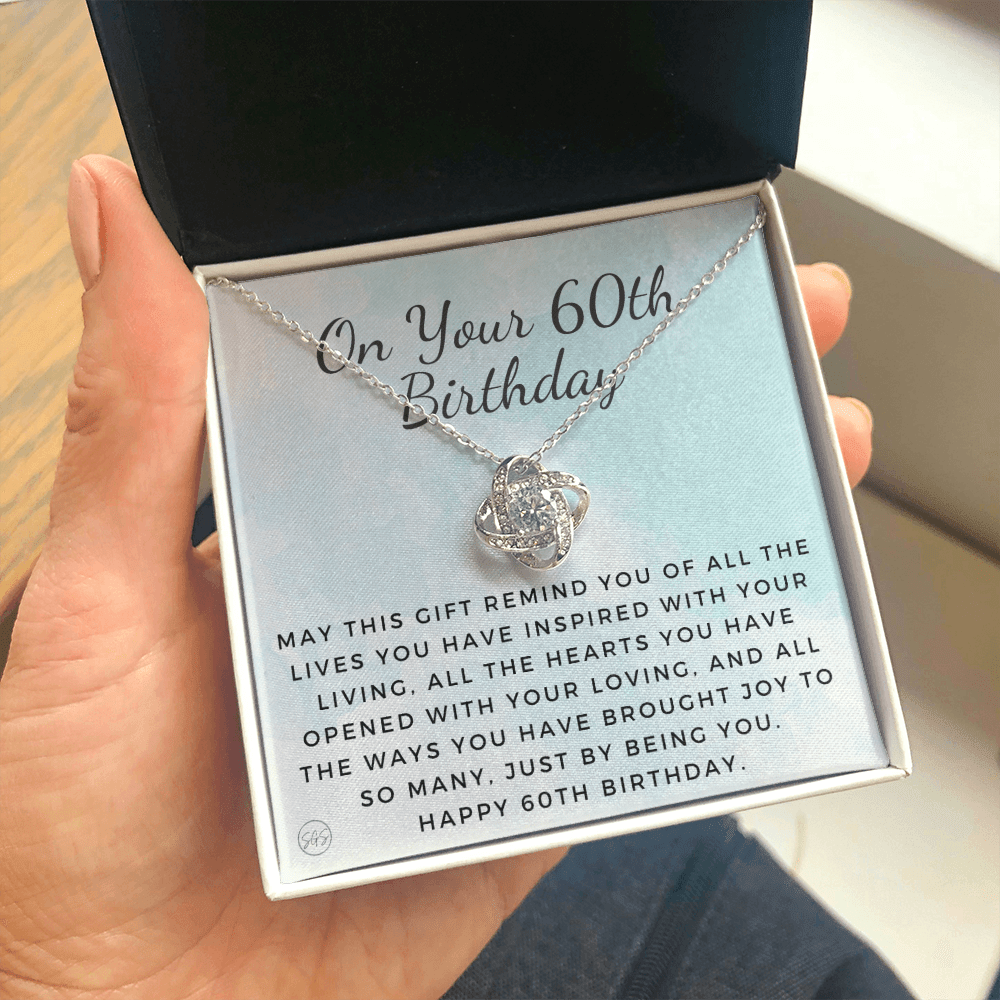 On Your 60th
Birthday
MAY THIS GIFT REMIND YOU OF ALL THE
LIVES YOU HAVE INSPIRED WITH YOUR
LIVING, ALL THE HEARTS YOU HAVE
OPENED WITH YOUR LOVING, AND ALL
THE WAYS YOU HAVE BROUGHT JOY TO
SO MANY, JUST BY BEING YOU.
HAPPY 60TH BIRTHDAY.
SGS